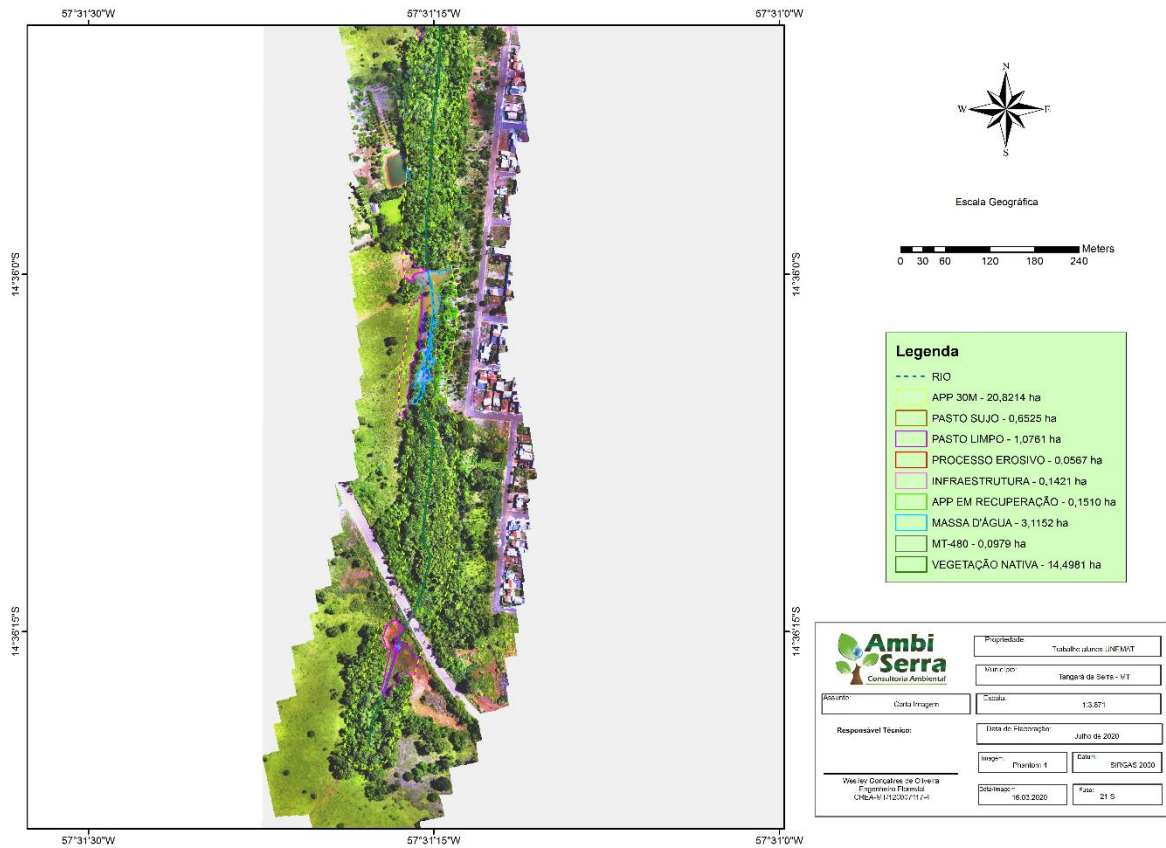 57°31'30"W
57°31'15"W
57°31'0"W
14°36'0"S
14°36'0"S
14°36'15"S
14°36'15"S
N
W
E
S
Escala Geográfica
Meters
0 30 60 120 180 240
Legenda
RIO
APP 30M - 20,8214 ha
PASTO SUJO - 0,6525 ha
PASTO LIMPO - 1,0761 ha
PROCESSO EROSIVO - 0,0567 ha
INFRAESTRUTURA - 0,1421 ha
APP EM RECUPERAÇÃO - 0,1510 ha
MASSA D'ÁGUA - 3,1152 ha
MT-480 - 0,0979 ha
VEGETAÇÃO NATIVA - 14,4981 ha
Ambi
Serra
Consultoria Ambiental
Propriedade:
Trabalho alunos UNEMAT
Município:
Tangará da Serra - MT
Assunto:
Carta Imagem
Escala:
1:3.671
Responsável Técnico:
Data de Elaboração:
Julho de 2020
Imagem:
Phantom 4
Datum:
SIRGAS 2000
Weslley Gonçalves de Oliveira
Engenheiro Florestal
Data/Imagem:
16.03.2020
Fuso:
21 S
57°31'30"W
57°31'15"W
57°31'0"W